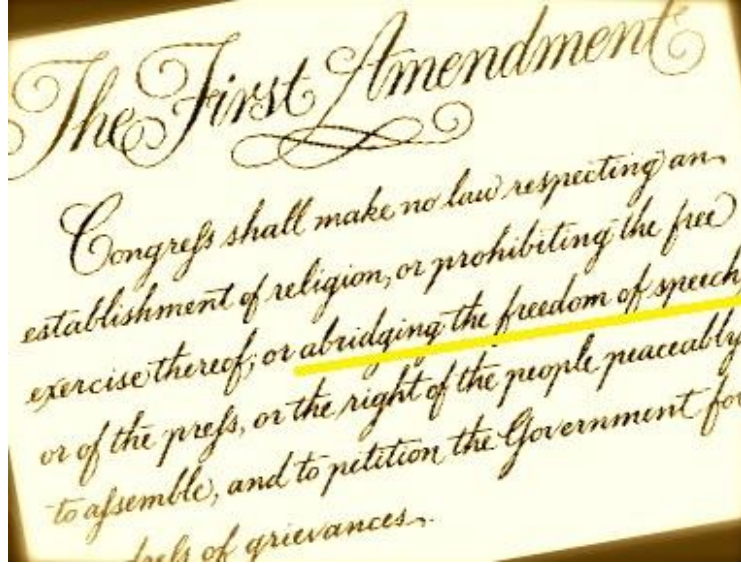 The First Amendment
Congreſs shall make no law respecting an
establishment of religion, or prohibiting the free
exercise thereof; or abridging the freedom of speech,
or of the preſs, or the right of the people peaceably
to aſsemble, and to petition the Government for
of grievances.